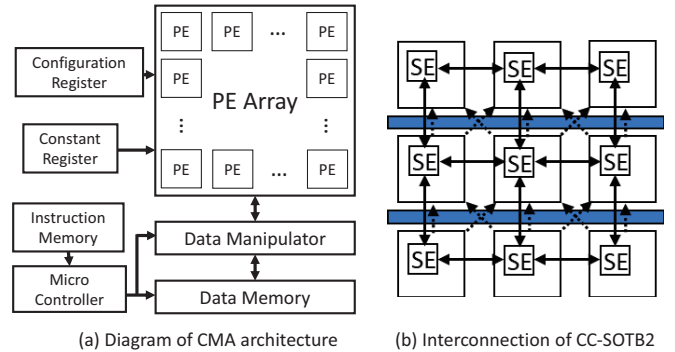 PE PE ... PE
Configuration Register
PE PE
PE Array
Constant Register
⋮ ⋮
PE PE ... PE
Instruction Memory
Data Manipulator
Micro Controller
Data Memory
(a) Diagram of CMA architecture
SE SE SE
SE SE SE
SE SE SE
(b) Interconnection of CC-SOTB2